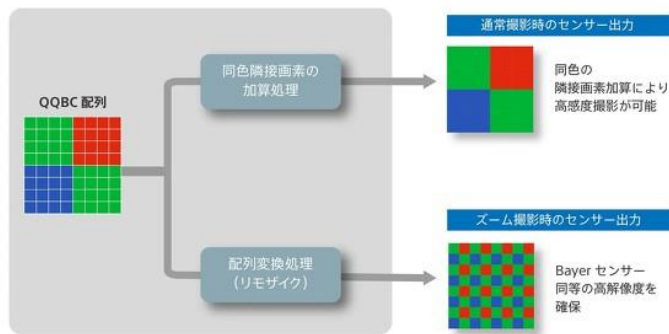 QQBC 配列
同色隣接画素の
加算処理
配列変換処理
（リモザイク）
通常撮影時のセンサー出力
同色の
隣接画素加算により
高感度撮影が可能
ズーム撮影時のセンサー出力
Bayer センサー
同等の高解像度を
確保